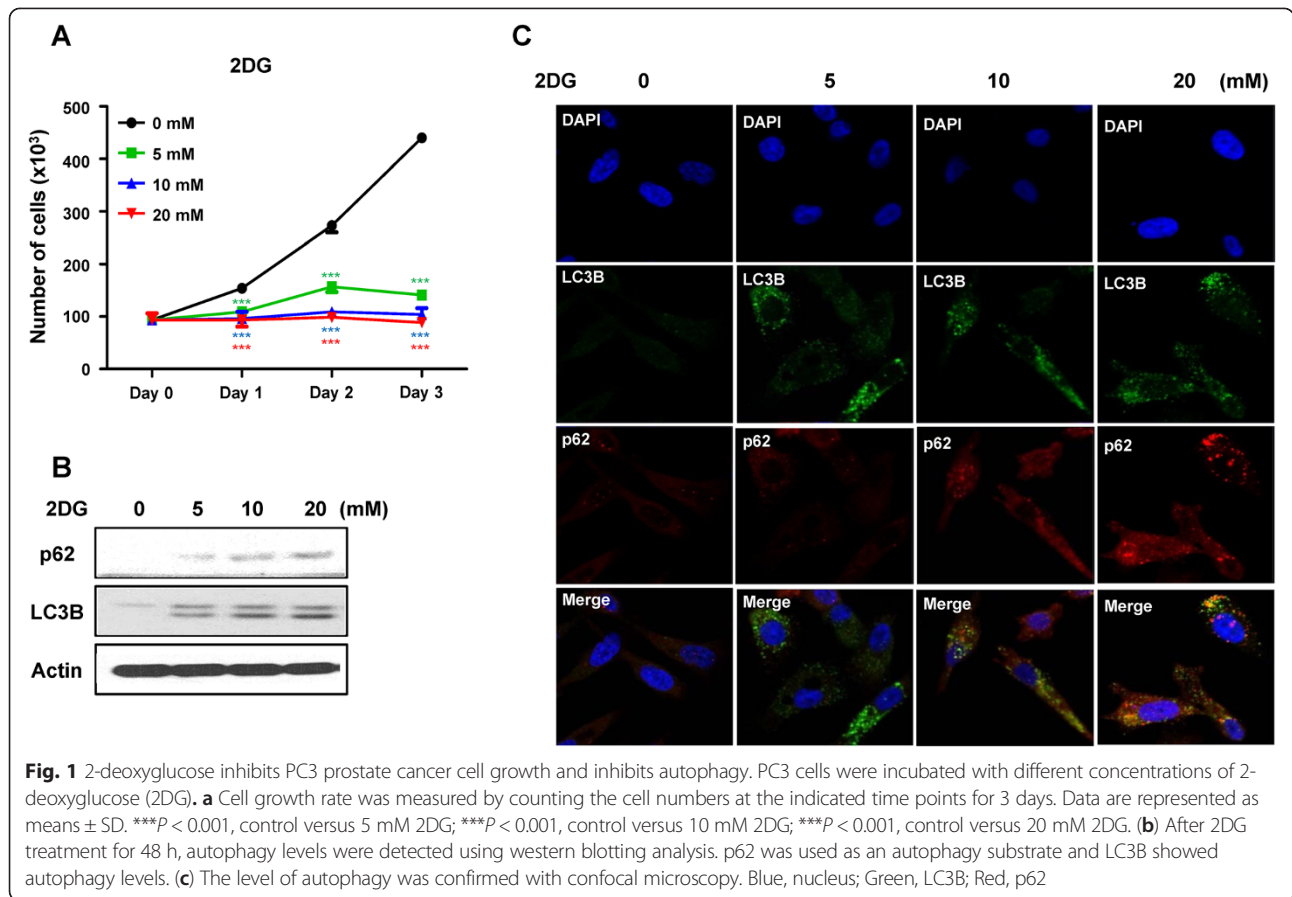 A
2DG
500
400
300
200
100
0
Number of cells (x10³)
0 mM
5 mM
10 mM
20 mM
***
***
***
***
***
***
***
***
***
Day 0 Day 1 Day 2 Day 3
B
2DG 0 5 10 20 (mM)
p62
LC3B
Actin
C
2DG 0 5 10 20 (mM)
DAPI DAPI DAPI DAPI
LC3B LC3B LC3B LC3B
p62 p62 p62 p62
Merge Merge Merge Merge
Fig. 1 2-deoxyglucose inhibits PC3 prostate cancer cell growth and inhibits autophagy. PC3 cells were incubated with different concentrations of 2-
deoxyglucose (2DG). a Cell growth rate was measured by counting the cell numbers at the indicated time points for 3 days. Data are represented as
means ± SD. ***P < 0.001, control versus 5 mM 2DG; ***P < 0.001, control versus 10 mM 2DG; ***P < 0.001, control versus 20 mM 2DG. (b) After 2DG
treatment for 48 h, autophagy levels were detected using western blotting analysis. p62 was used as an autophagy substrate and LC3B showed
autophagy levels. (c) The level of autophagy was confirmed with confocal microscopy. Blue, nucleus; Green, LC3B; Red, p62